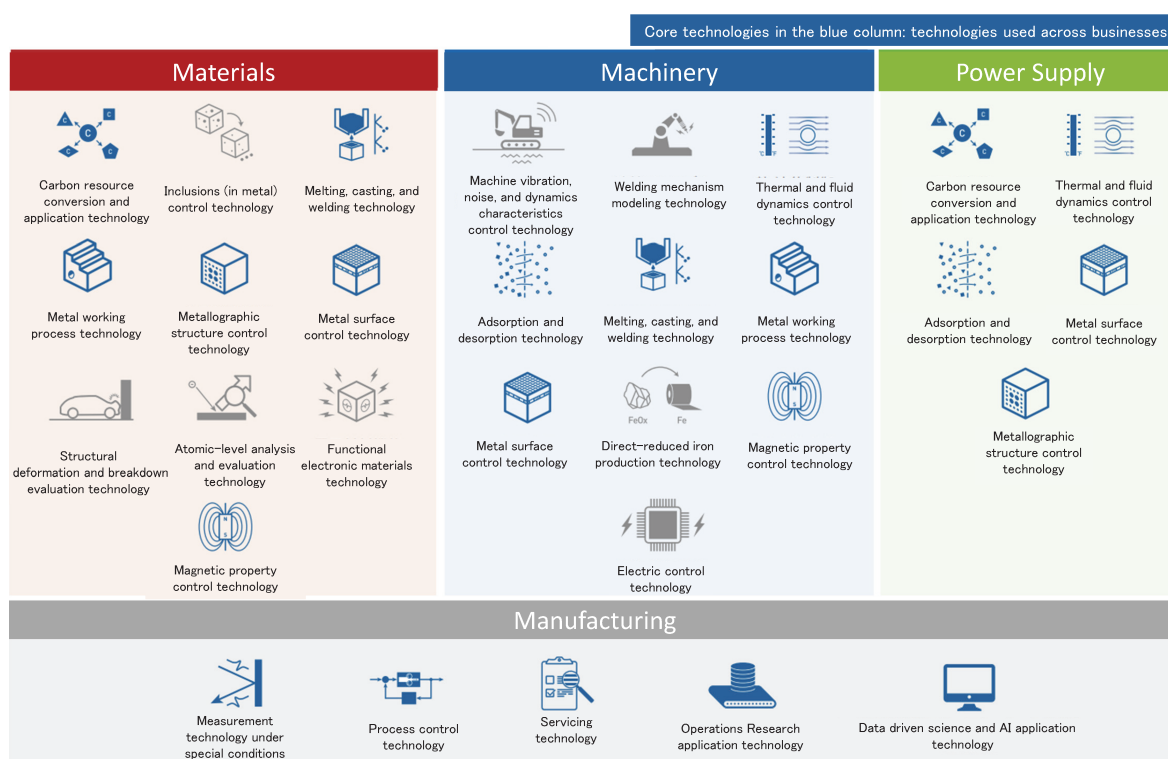 Core technologies in the blue column: technologies used across businesses
Materials
Carbon resource
conversion and
application technology
Inclusions (in metal)
control technology
Melting, casting, and
welding technology
Metal working
process technology
Metallographic
structure control
technology
Metal surface
control technology
Structural
deformation and breakdown
evaluation technology
Atomic-level analysis
and evaluation
technology
Functional
electronic materials
technology
Magnetic property
control technology
Machinery
Machine vibration,
noise, and dynamics
characteristics
control technology
Welding mechanism
modeling technology
°C °F
Thermal and fluid
dynamics control
technology
Adsorption and
desorption technology
Melting, casting, and
welding technology
Metal working
process technology
Metal surface
control technology
FeOx Fe
Direct-reduced iron
production technology
Magnetic property
control technology
Electric control
technology
Power Supply
Carbon resource
conversion and
application technology
°C °F
Thermal and fluid
dynamics control
technology
Adsorption and
desorption technology
Metal surface
control technology
Metallographic
structure control
technology
Manufacturing
Measurement
technology under
special conditions
Process control
technology
Servicing
technology
Operations Research
application technology
Data driven science and AI application
technology